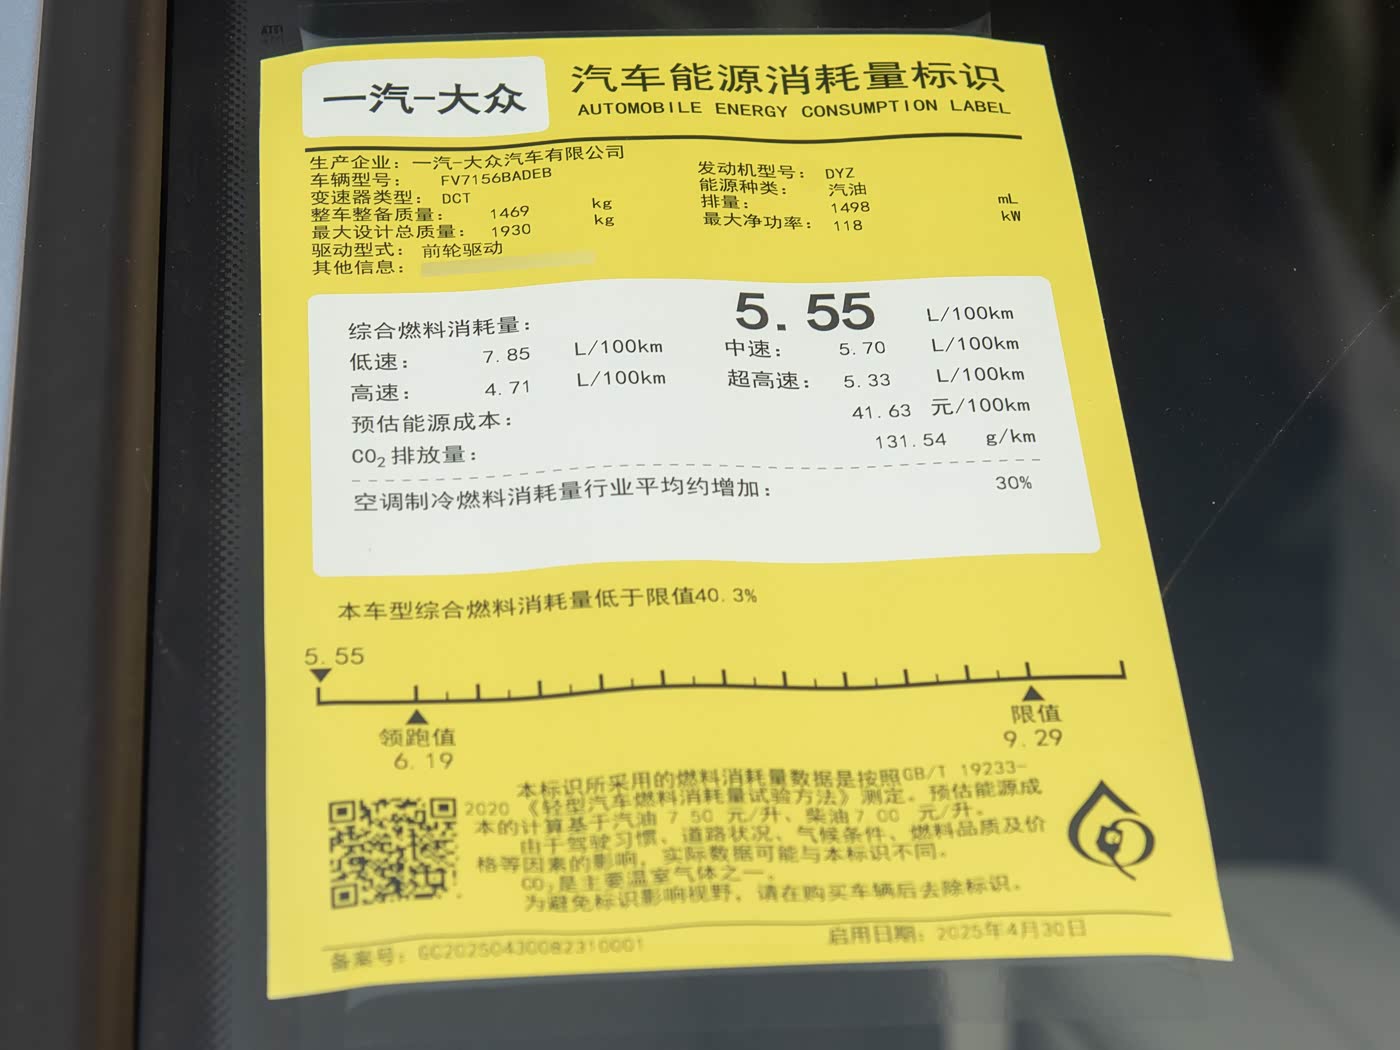 一汽-大众
汽车能源消耗量标识
AUTOMOBILE ENERGY CONSUMPTION LABEL
生产企业：一汽-大众汽车有限公司
车辆型号： FV7156BADEB
变速器类型： DCT
整车整备质量： 1469 kg
最大设计总质量： 1930 kg
驱动型式： 前轮驱动
其他信息：
发动机型号： DYZ
能源种类： 汽油
排量： 1498 mL
最大净功率： 118 kW
综合燃料消耗量： 5.55 L/100km
低速： 7.85 L/100km 中速： 5.70 L/100km
高速： 4.71 L/100km 超高速： 5.33 L/100km
预估能源成本： 41.63 元/100km
CO₂排放量： 131.54 g/km
空调制冷燃料消耗量行业平均约增加： 30%
本车型综合燃料消耗量低于限值40.3%
5.55
领跑值
6.19
限值
9.29
本标识所采用的燃料消耗量数据是按照GB/T 19233-
2020 《轻型汽车燃料消耗量试验方法》测定。预估能源成
本的计算基于汽油 7.50 元/升、柴油7.00 元/升。
由于驾驶习惯、道路状况、气候条件、燃料品质及价
格等因素的影响，实际数据可能与本标识不同。
CO₂是主要温室气体之一。
为避免标识影响视野，请在购买车辆后去除标识。
备案号：GC20250430082310001
启用日期：2025年4月30日